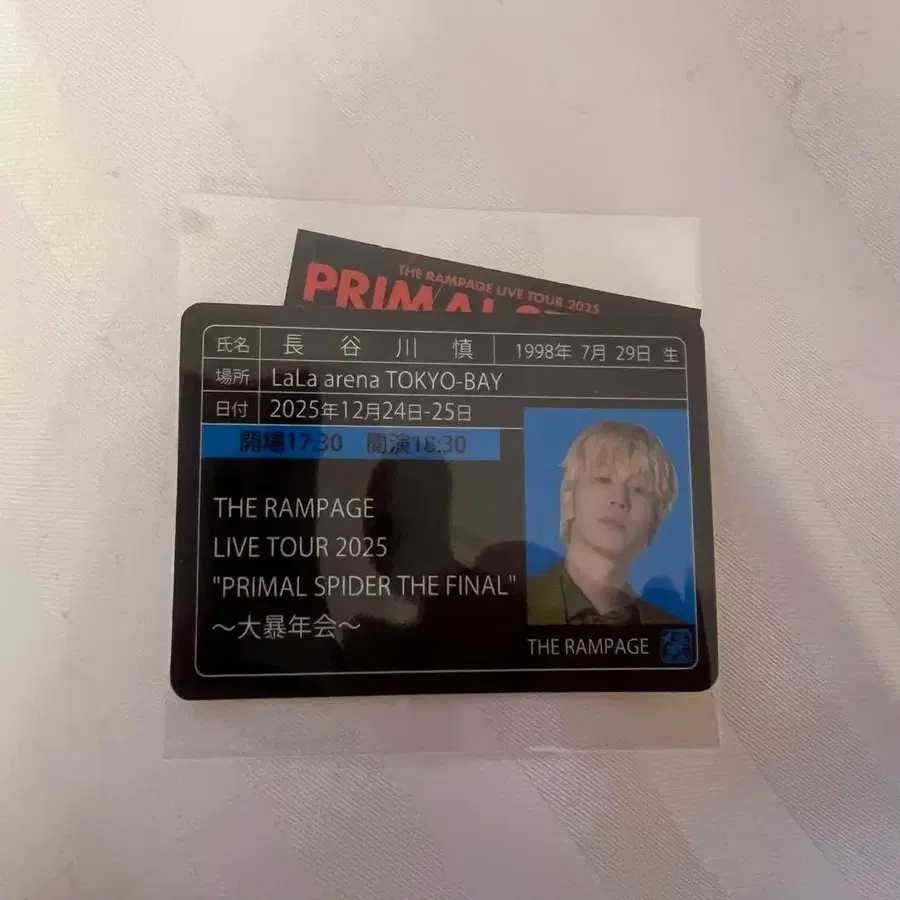 THE RAMPAGE LIVE TOUR 2025
PRIMAL
氏名 長谷川慎 1998年 7月 29日 生
場所 LaLa arena TOKYO-BAY
日付 2025年12月24日-25日
開場17:30 開演18:30
THE RAMPAGE
LIVE TOUR 2025
"PRIMAL SPIDER THE FINAL"
～大暴年会～
THE RAMPAGE